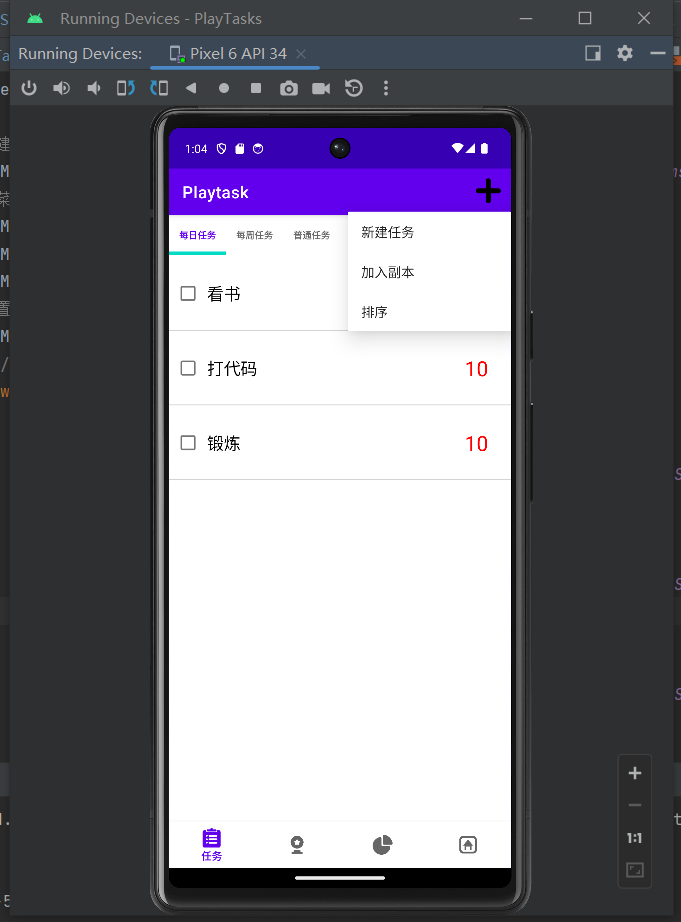 Running Devices - PlayTasks
Running Devices: Pixel 6 API 34
1:04
Playtask
每日任务 每周任务 普通任务
新建任务
加入副本
排序
看书
打代码 10
锻炼 10
任务
1:1